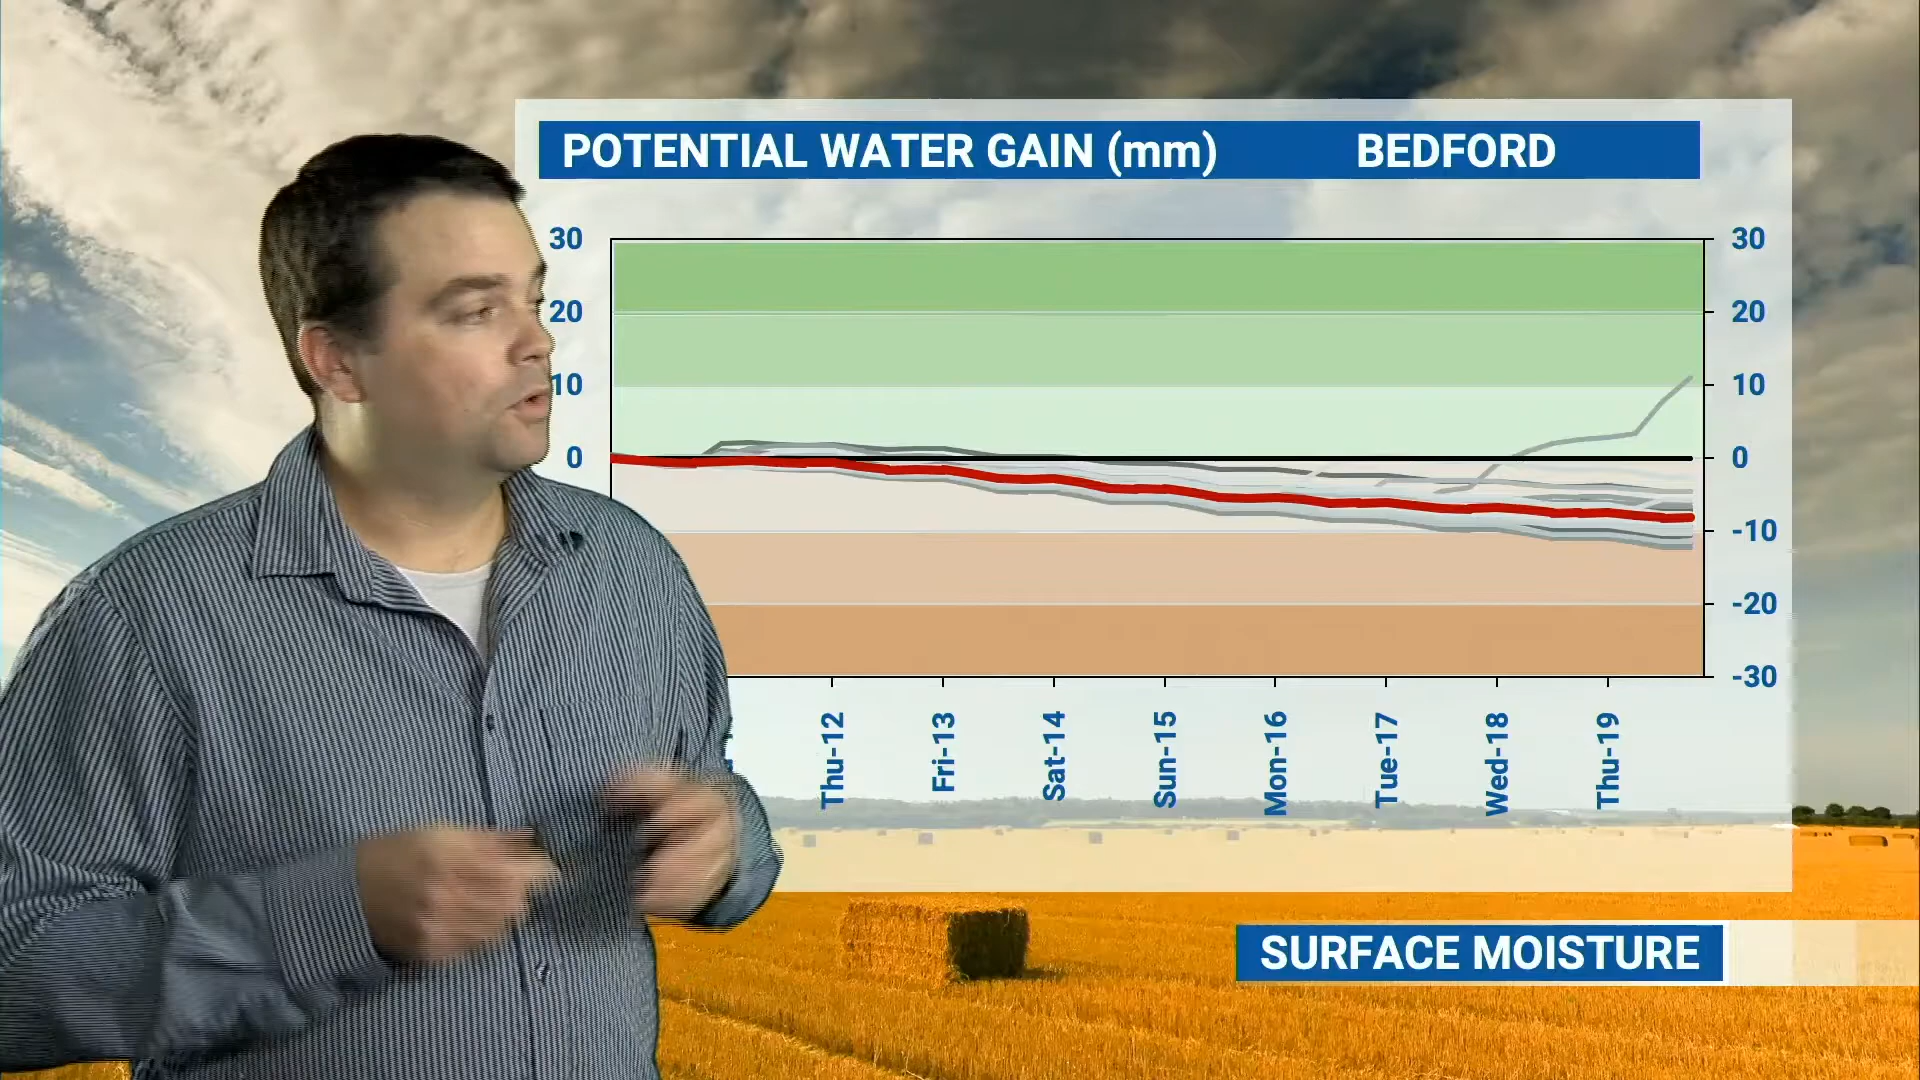 POTENTIAL WATER GAIN (mm) BEDFORD
30 30
20 20
10 10
0 0
-10
-20
-30
Thu-12
Fri-13
Sat-14
Sun-15
Mon-16
Tue-17
Wed-18
Thu-19
SURFACE MOISTURE